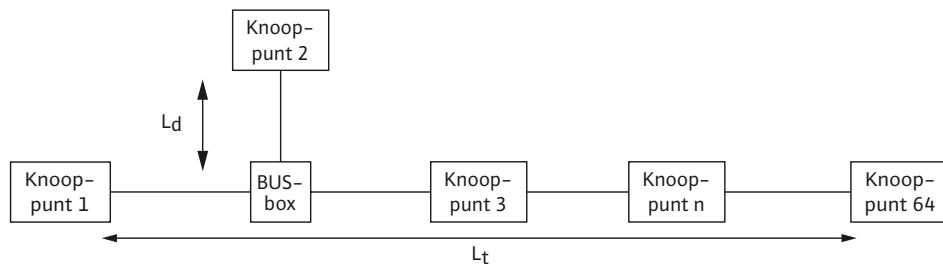 Knoop-
punt 2
Ld
Knoop-
punt 1
BUS-
box
Knoop-
punt 3
Knoop-
punt n
Knoop-
punt 64
Lt